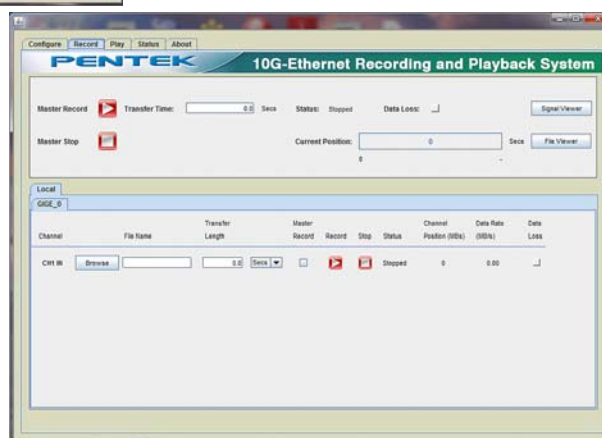 Configure Record Play Status About
PENTEK 10G-Ethernet Recording and Playback System
Master Record Transfer Time: 0.0 Secs Status: Stopped Data Loss: Signal Viewer
Master Stop Current Position: 0 Secs File Viewer
0 -
Local
GIGE_0
Transfer Master Channel Data Rate Data
Channel File Name Length Record Record Stop Status Position (MBs) (MB/s) Loss
CH1 IN Browse 0.0 Secs Stopped 0 0.00